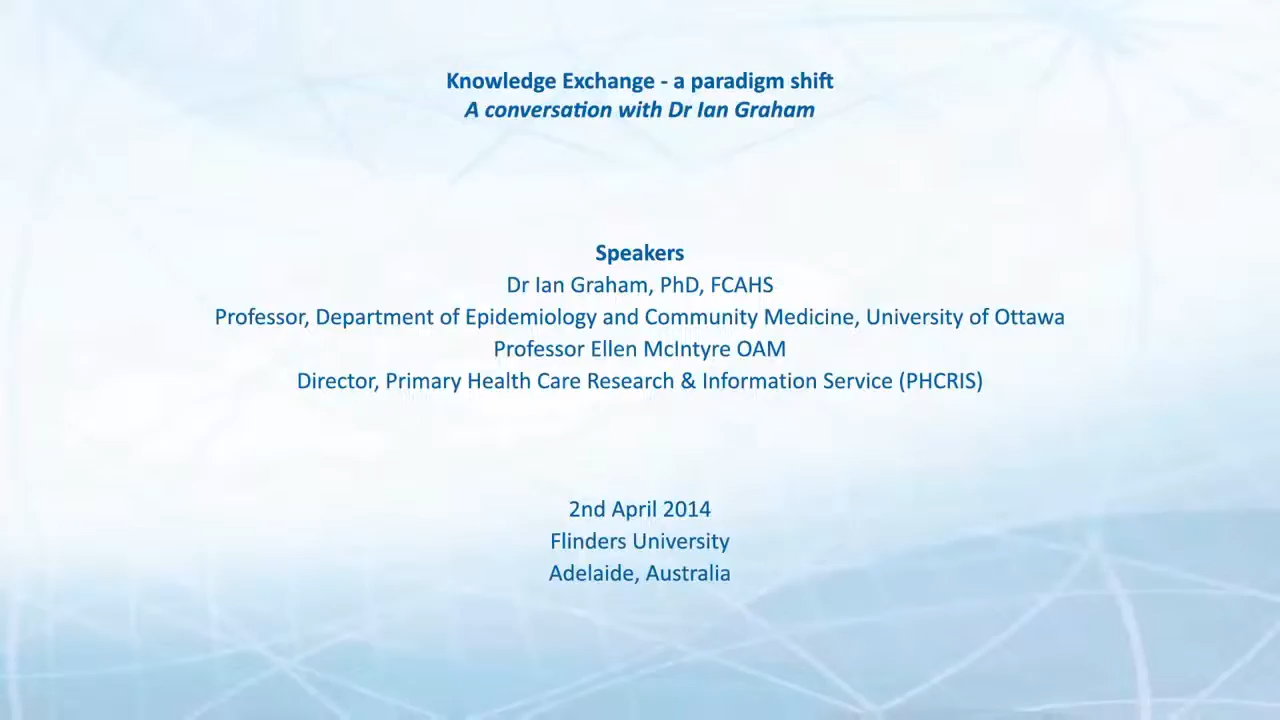 Knowledge Exchange - a paradigm shift
A conversation with Dr Ian Graham
Speakers
Dr Ian Graham, PhD, FCAHS
Professor, Department of Epidemiology and Community Medicine, University of Ottawa
Professor Ellen McIntyre OAM
Director, Primary Health Care Research & Information Service (PHCRIS)
2nd April 2014
Flinders University
Adelaide, Australia